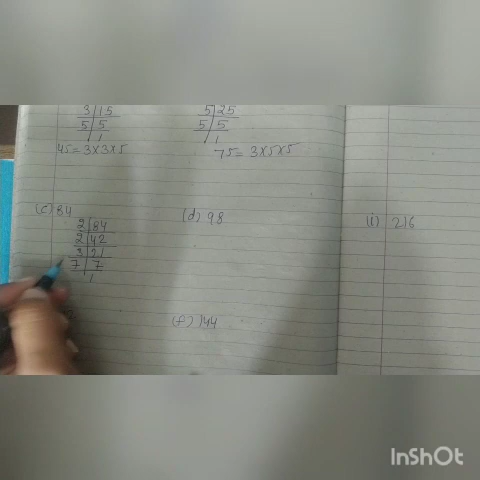 3 | 15
5 | 5
1
45 = 3×3×5
5 | 25
5 | 5
1
75 = 3×5×5
(c) 84
2 | 84
2 | 42
3 | 21
7 | 7
1
(d) 98
(f) 144
(i) 216
InShOt